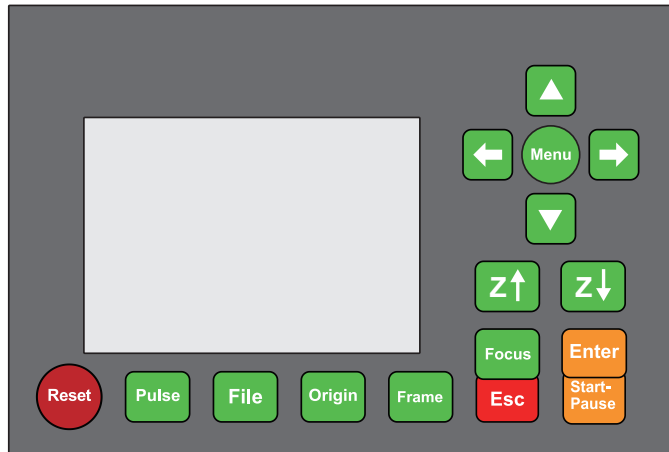 Menu
Z
Z
Focus
Enter
Reset
Pulse
File
Origin
Frame
Esc
Start-
Pause